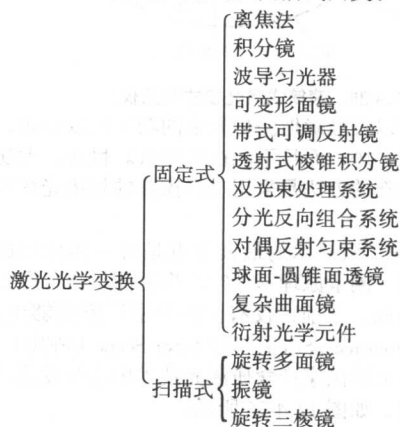 离焦法
积分镜
波导匀光器
可变形面镜
带式可调反射镜
透射式棱锥积分镜
固定式
双光束处理系统
分光反向组合系统
对偶反射匀束系统
球面-圆锥面透镜
激光光学变换
复杂曲面镜
衍射光学元件
旋转多面镜
扫描式
振镜
旋转三棱镜